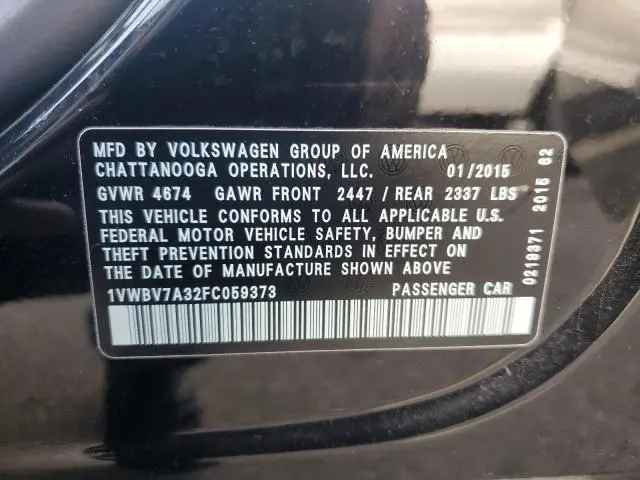 MFD BY VOLKSWAGEN GROUP OF AMERICA
CHATTANOOGA OPERATIONS, LLC. 01/2015
GVWR 4674 GAWR FRONT 2447 / REAR 2337 LBS
THIS VEHICLE CONFORMS TO ALL APPLICABLE U.S.
FEDERAL MOTOR VEHICLE SAFETY, BUMPER AND
THEFT PREVENTION STANDARDS IN EFFECT ON
THE DATE OF MANUFACTURE SHOWN ABOVE
1VWBV7A32FC059373 PASSENGER CAR
0219371 2015 62